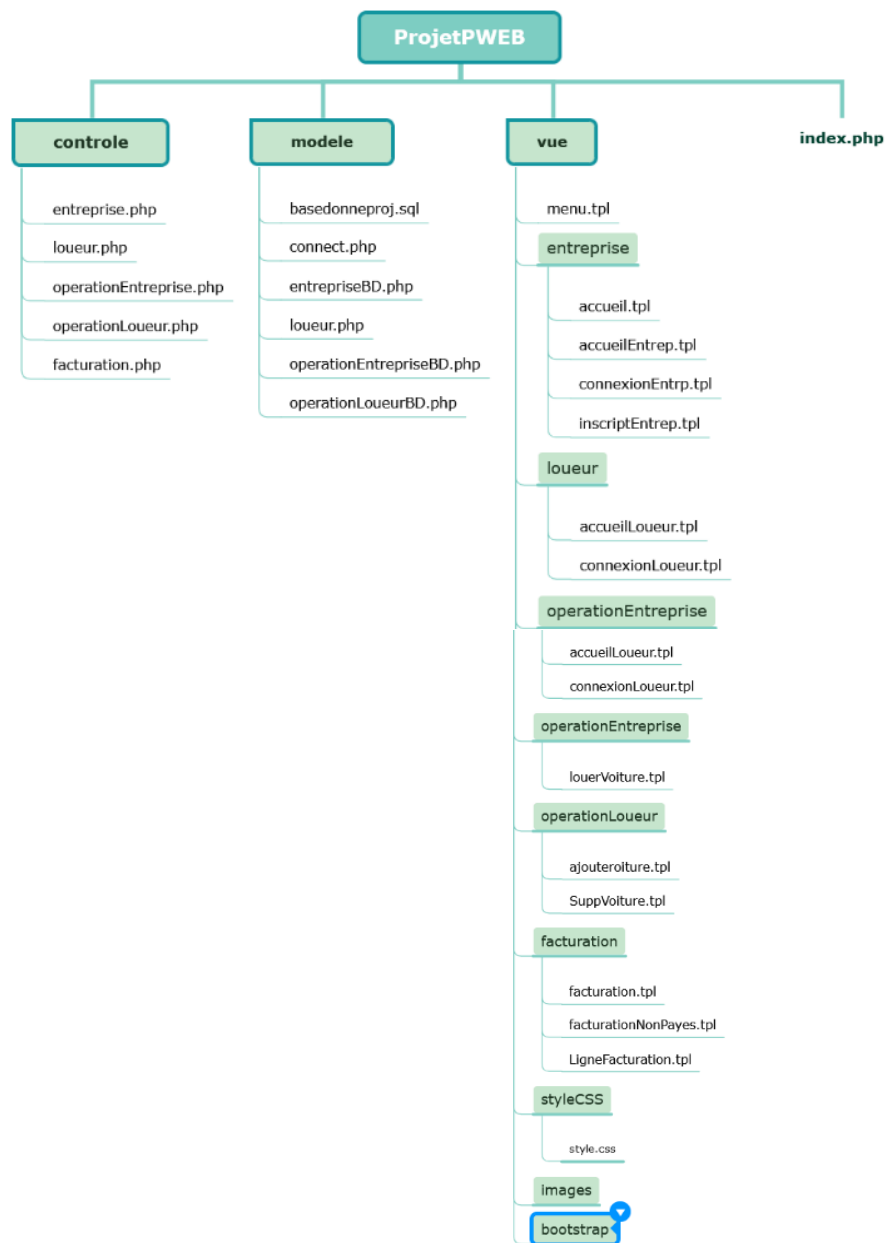 ProjetPWEB
controle
entreprise.php
loueur.php
operationEntreprise.php
operationLoueur.php
facturation.php
modele
basedonneproj.sql
connect.php
entrepriseBD.php
loueur.php
operationEntrepriseBD.php
operationLoueurBD.php
vue
menu.tpl
entreprise
accueil.tpl
accueilEntrep.tpl
connexionEntrp.tpl
inscriptEntrep.tpl
loueur
accueilLoueur.tpl
connexionLoueur.tpl
operationEntreprise
accueilLoueur.tpl
connexionLoueur.tpl
operationEntreprise
louerVoiture.tpl
operationLoueur
ajouteroiture.tpl
SuppVoiture.tpl
facturation
facturation.tpl
facturationNonPayes.tpl
LigneFacturation.tpl
styleCSS
style.css
images
bootstrap
index.php